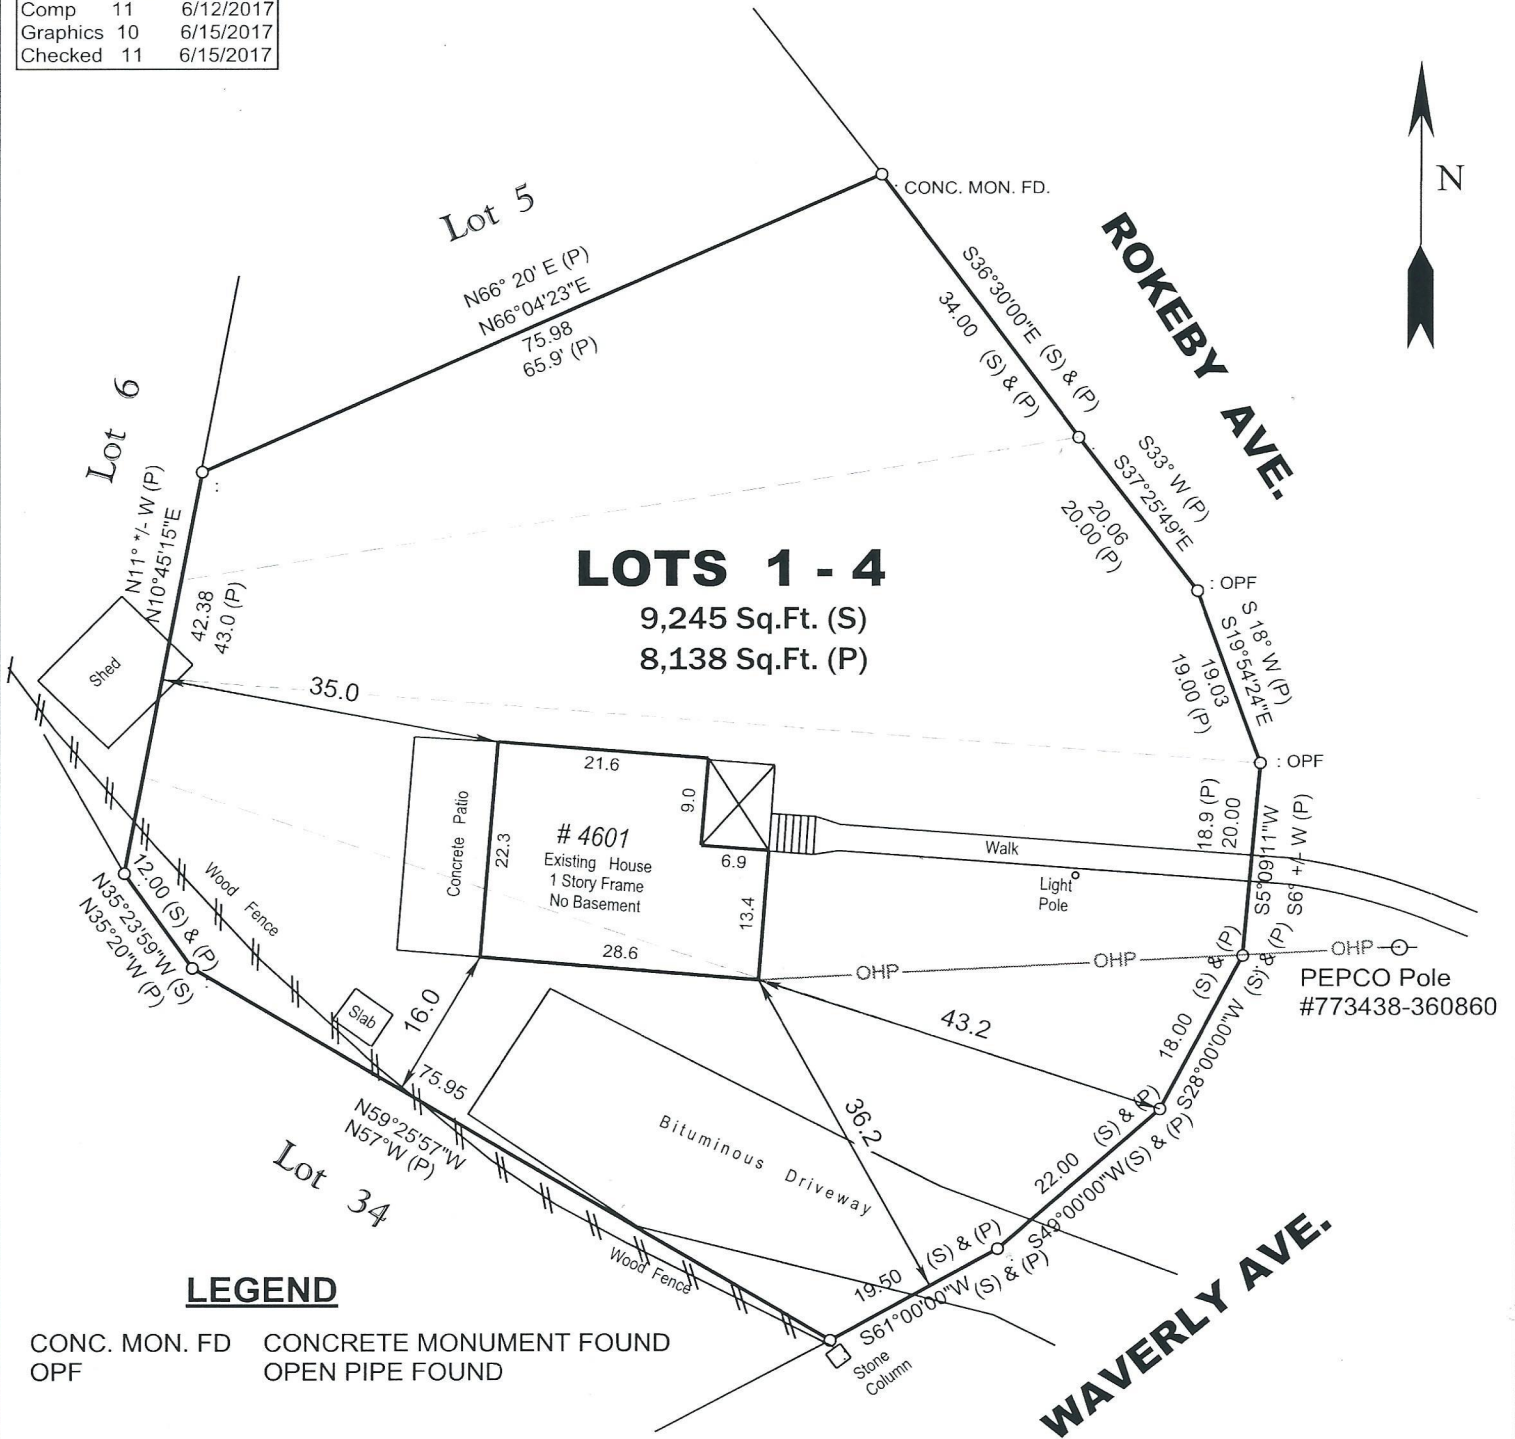 Comp 11 6/12/2017
Graphics 10 6/15/2017
Checked 11 6/15/2017
N
CONC. MON. FD.
Lot 5
N66° 20' E (P)
N66°04'23"E
75.98
65.9' (P)
ROKEBY AVE.
S36°30'00"E (S) & (P)
34.00 (S) & (P)
Lot 6
N11° +/- W (P)
N10°45'15"E
42.38
43.0 (P)
S33° W (P)
S37°25'49"E
20.06
20.00 (P)
: OPF
LOTS 1 - 4
9,245 Sq.Ft. (S)
8,138 Sq.Ft. (P)
S 18° W (P)
S19°54'24"E
19.03
19.00 (P)
Shed
35.0
: OPF
21.6
9.0
Concrete Patio
22.3
# 4601
Existing House
1 Story Frame
No Basement
6.9
13.4
28.6
Walk
Light
Pole
18.9 (P)
20.00
S5°09'11"W
S6° +/- W (P)
12.00 (S) & (P)
N35°23'59"W (S)
N35°20"W (P)
Wood Fence
OHP
OHP
OHP
PEPCO Pole
#773438-360860
Slab
16.0
43.2
18.00 (S) & (P)
S28°00'00"W (S) & (P)
75.95
N59°25'57"W
N57°W (P)
36.2
Bituminous Driveway
22.00 (S) & (P)
S49°00'00"W(S) & (P)
Lot 34
Wood Fence
19.50 (S) & (P)
S61°00'00"W (S) & (P)
Stone
Column
WAVERLY AVE.
LEGEND
CONC. MON. FD CONCRETE MONUMENT FOUND
OPF OPEN PIPE FOUND